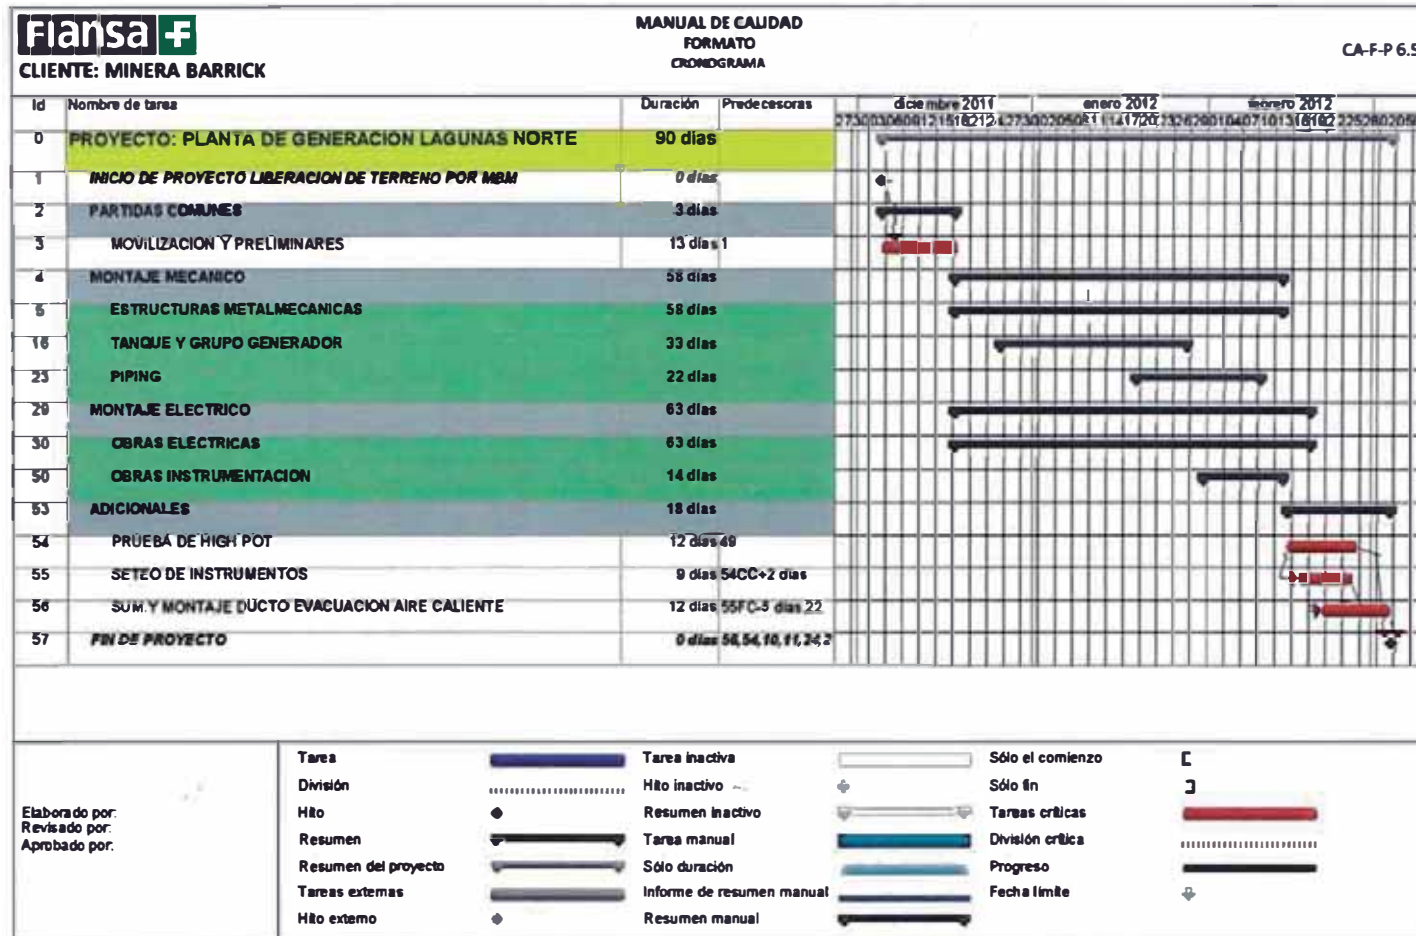 Fiansa F
MANUAL DE CALIDAD
FORMATO
CRONOGRAMA
CA-F-P 6.5
CLIENTE: MINERA BARRICK
Id Nombre de tarea Duración Predecesoras diciembre 2011 enero 2012 febrero 2012
0 PROYECTO: PLANTA DE GENERACION LAGUNAS NORTE 90 días
1 INICIO DE PROYECTO LIBERACION DE TERRENO POR MBM 0 días
2 PARTIDAS COMUNES 3 días
3 MOVILIZACION Y PRELIMINARES 13 días 1
4 MONTAJE MECANICO 58 días
5 ESTRUCTURAS METALMECANICAS 58 días
16 TANQUE Y GRUPO GENERADOR 33 días
23 PIPING 22 días
29 MONTAJE ELECTRICO 63 días
30 OBRAS ELECTRICAS 63 días
50 OBRAS INSTRUMENTACION 14 días
53 ADICIONALES 18 días
54 PRUEBA DE HIGH POT 12 días 49
55 SETEO DE INSTRUMENTOS 9 días 54CC+2 días
56 SUM. Y MONTAJE DUCTO EVACUACION AIRE CALIENTE 12 días 55FC-5 días, 22
57 FIN DE PROYECTO 0 días 56,54,10,11,24,2
Elaborado por:
Revisado por:
Aprobado por:
Tarea
División
Hito
Resumen
Resumen del proyecto
Tareas externas
Hito externo
Tarea inactiva
Hito inactivo
Resumen inactivo
Tarea manual
Sólo duración
Informe de resumen manual
Resumen manual
Sólo el comienzo
Sólo fin
Tareas críticas
División crítica
Progreso
Fecha límite